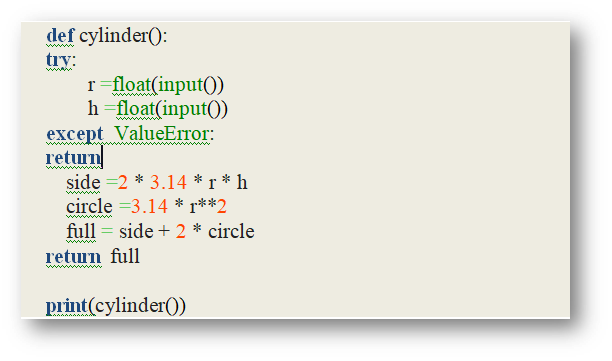 def cylinder():
try:
r =float(input())
h =float(input())
except ValueError:
return
side =2 * 3.14 * r * h
circle =3.14 * r**2
full = side + 2 * circle
return full
print(cylinder())